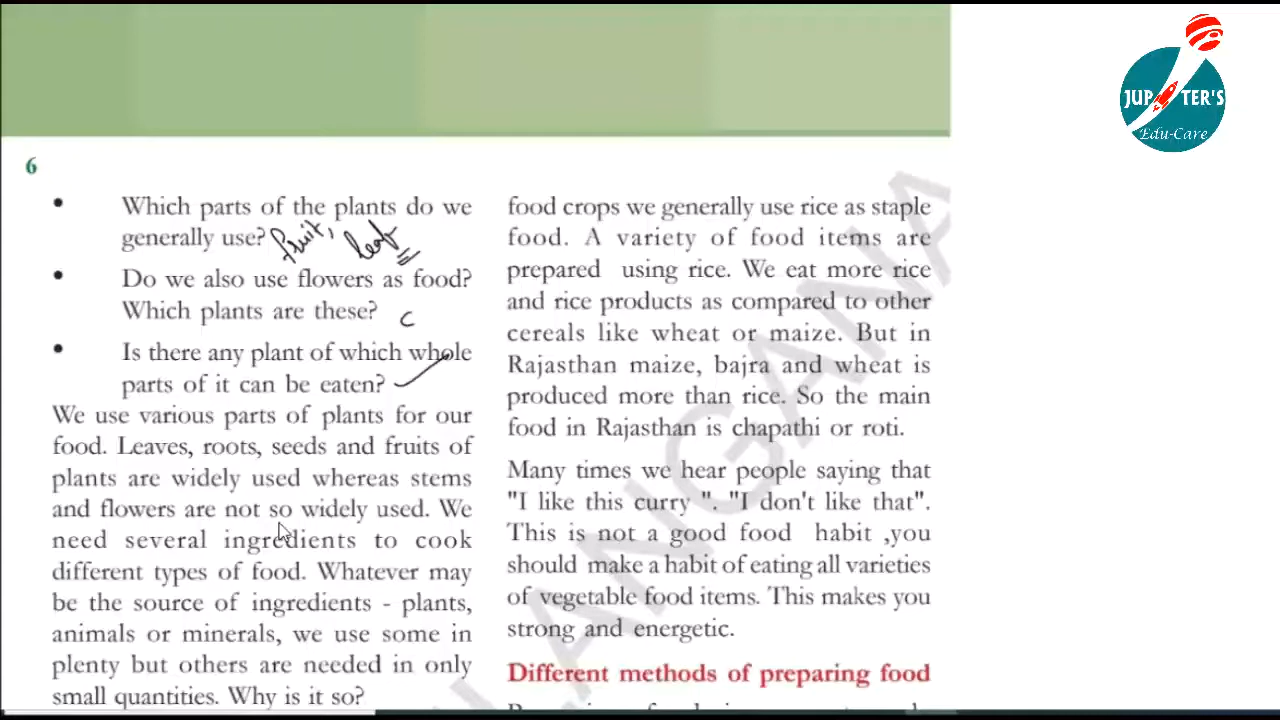 JUPITER'S
Edu-Care
6
• Which parts of the plants do we
generally use? fruit, leaf
• Do we also use flowers as food?
Which plants are these? C
• Is there any plant of which whole
parts of it can be eaten?
We use various parts of plants for our
food. Leaves, roots, seeds and fruits of
plants are widely used whereas stems
and flowers are not so widely used. We
need several ingredients to cook
different types of food. Whatever may
be the source of ingredients - plants,
animals or minerals, we use some in
plenty but others are needed in only
small quantities. Why is it so?
food crops we generally use rice as staple
food. A variety of food items are
prepared using rice. We eat more rice
and rice products as compared to other
cereals like wheat or maize. But in
Rajasthan maize, bajra and wheat is
produced more than rice. So the main
food in Rajasthan is chapathi or roti.
Many times we hear people saying that
"I like this curry ". "I don't like that".
This is not a good food habit ,you
should make a habit of eating all varieties
of vegetable food items. This makes you
strong and energetic.
Different methods of preparing food